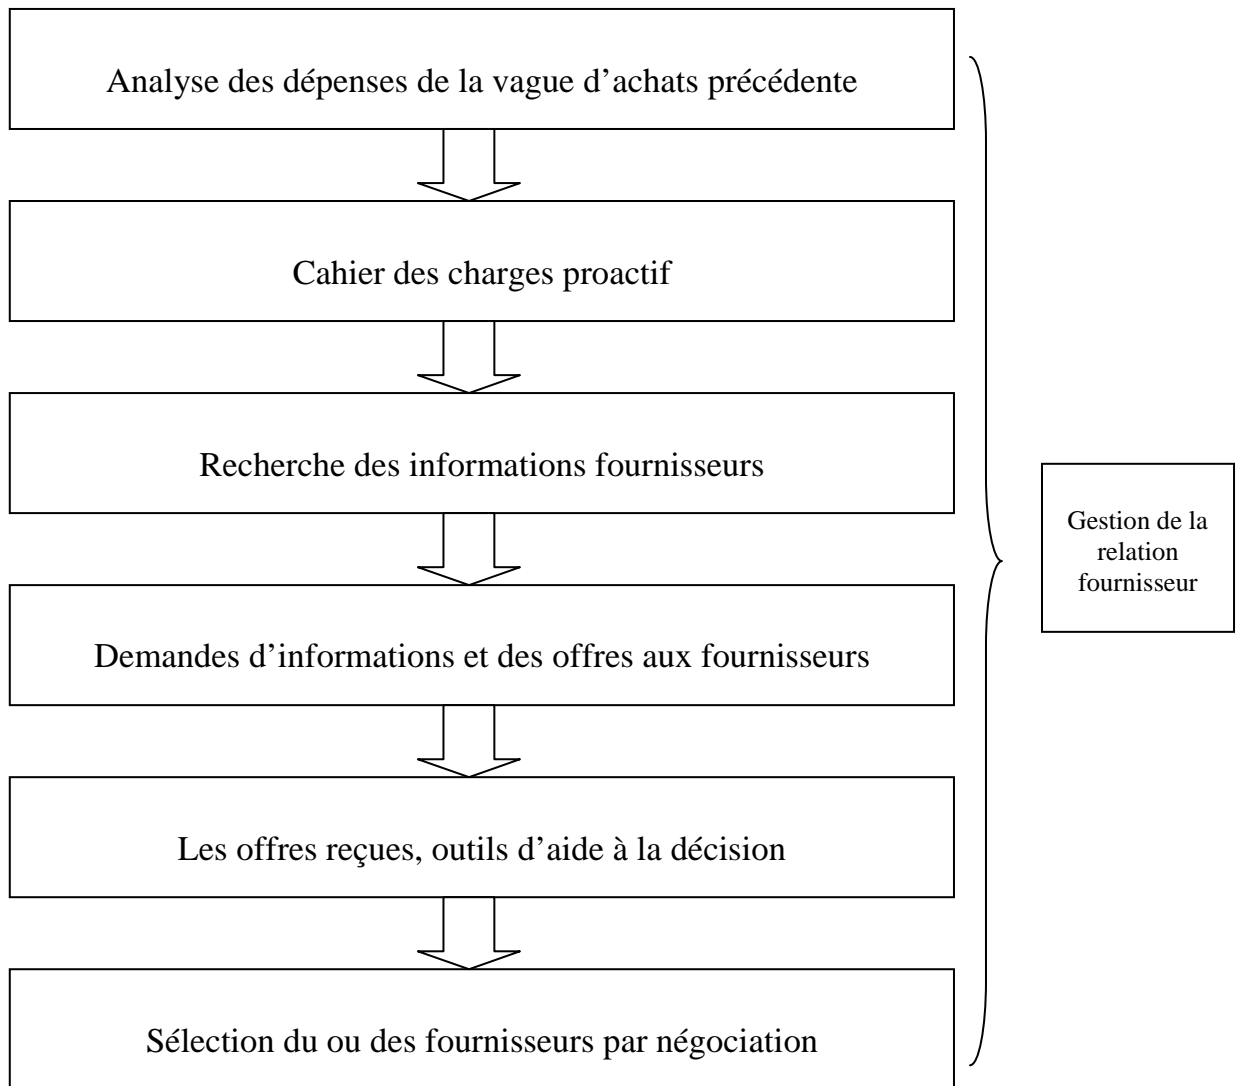 Analyse des dépenses de la vague d’achats précédente
Cahier des charges proactif
Recherche des informations fournisseurs
Demandes d’informations et des offres aux fournisseurs
Les offres reçues, outils d’aide à la décision
Sélection du ou des fournisseurs par négociation
Gestion de la
relation
fournisseur